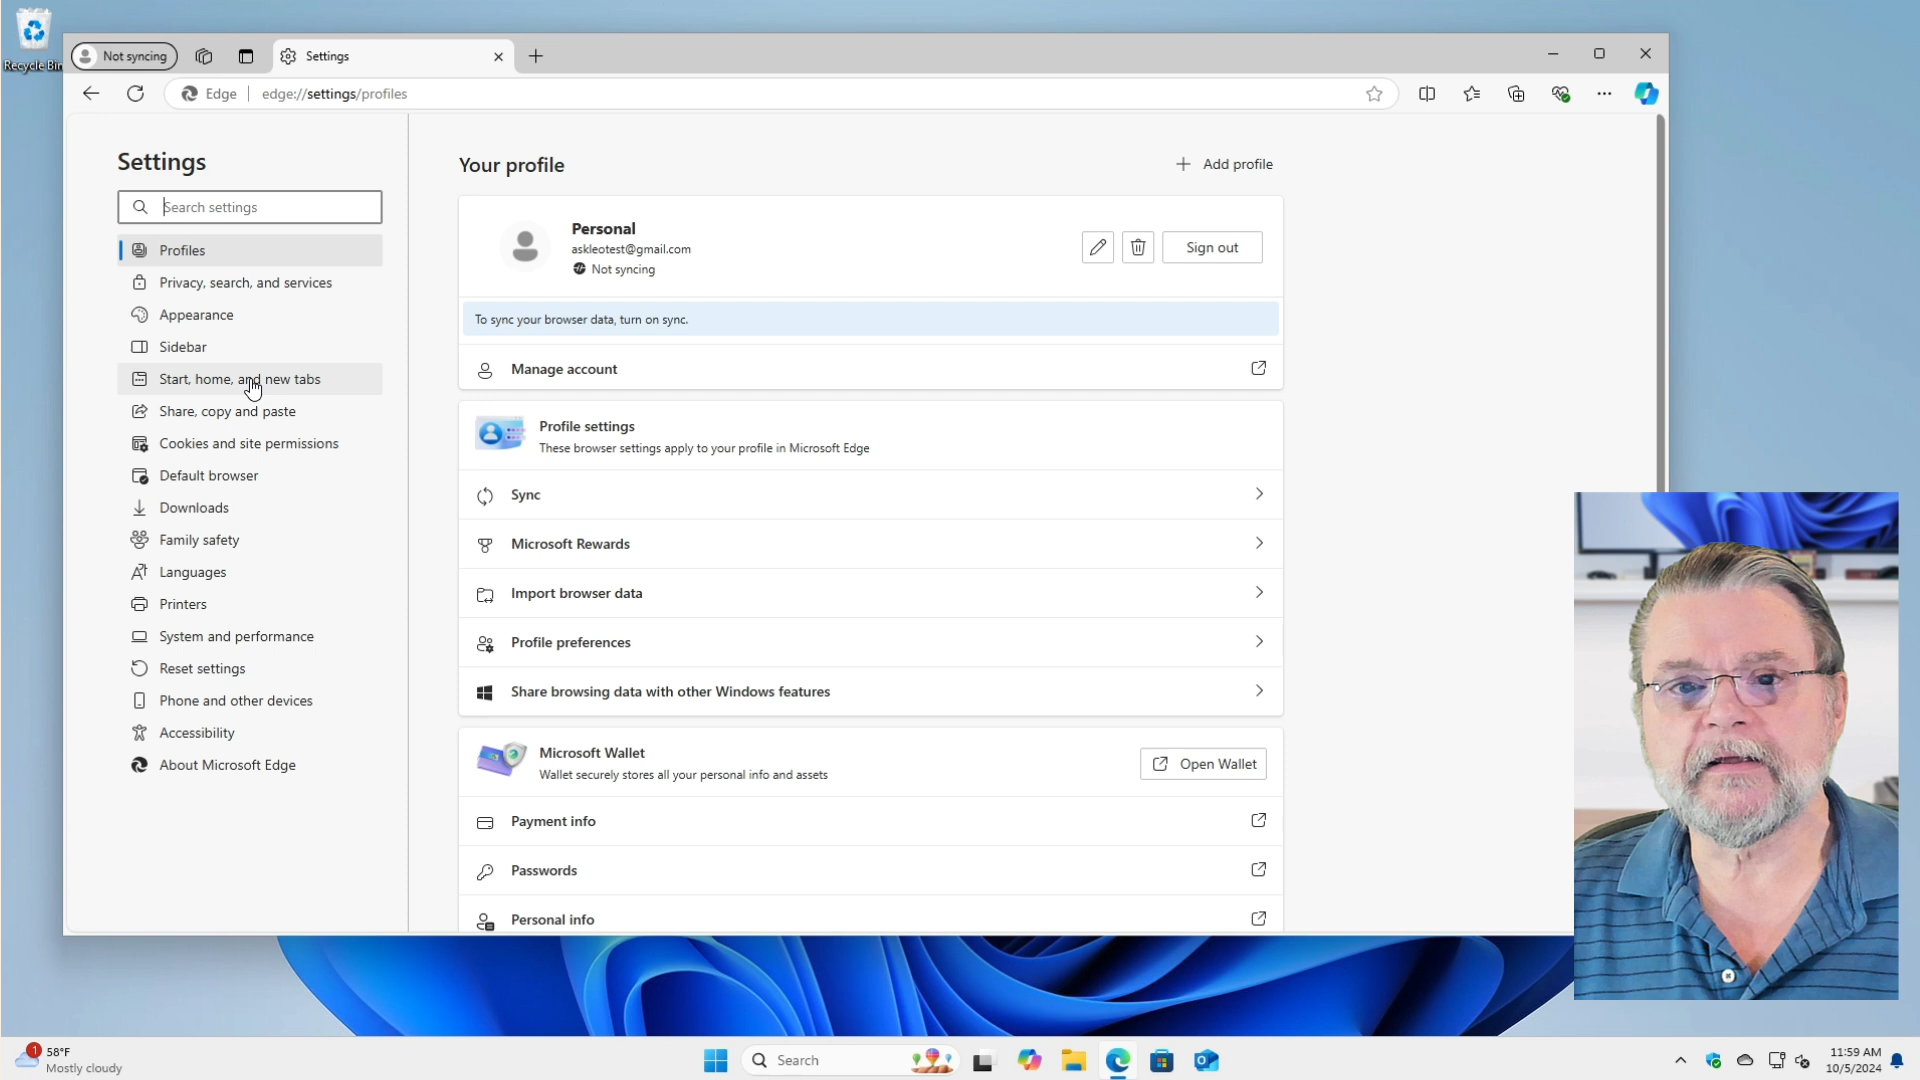 Recycle Bin
Not syncing
Settings
Edge
edge://settings/profiles
Settings
Search settings
Profiles
Privacy, search, and services
Appearance
Sidebar
Start, home, and new tabs
Share, copy and paste
Cookies and site permissions
Default browser
Downloads
Family safety
Languages
Printers
System and performance
Reset settings
Phone and other devices
Accessibility
About Microsoft Edge
Your profile
Add profile
Personal
askleotest@gmail.com
Not syncing
Sign out
To sync your browser data, turn on sync.
Manage account
Profile settings
These browser settings apply to your profile in Microsoft Edge
Sync
Microsoft Rewards
Import browser data
Profile preferences
Share browsing data with other Windows features
Microsoft Wallet
Wallet securely stores all your personal info and assets
Open Wallet
Payment info
Passwords
Personal info
1
58°F
Mostly cloudy
Search
11:59 AM
10/5/2024